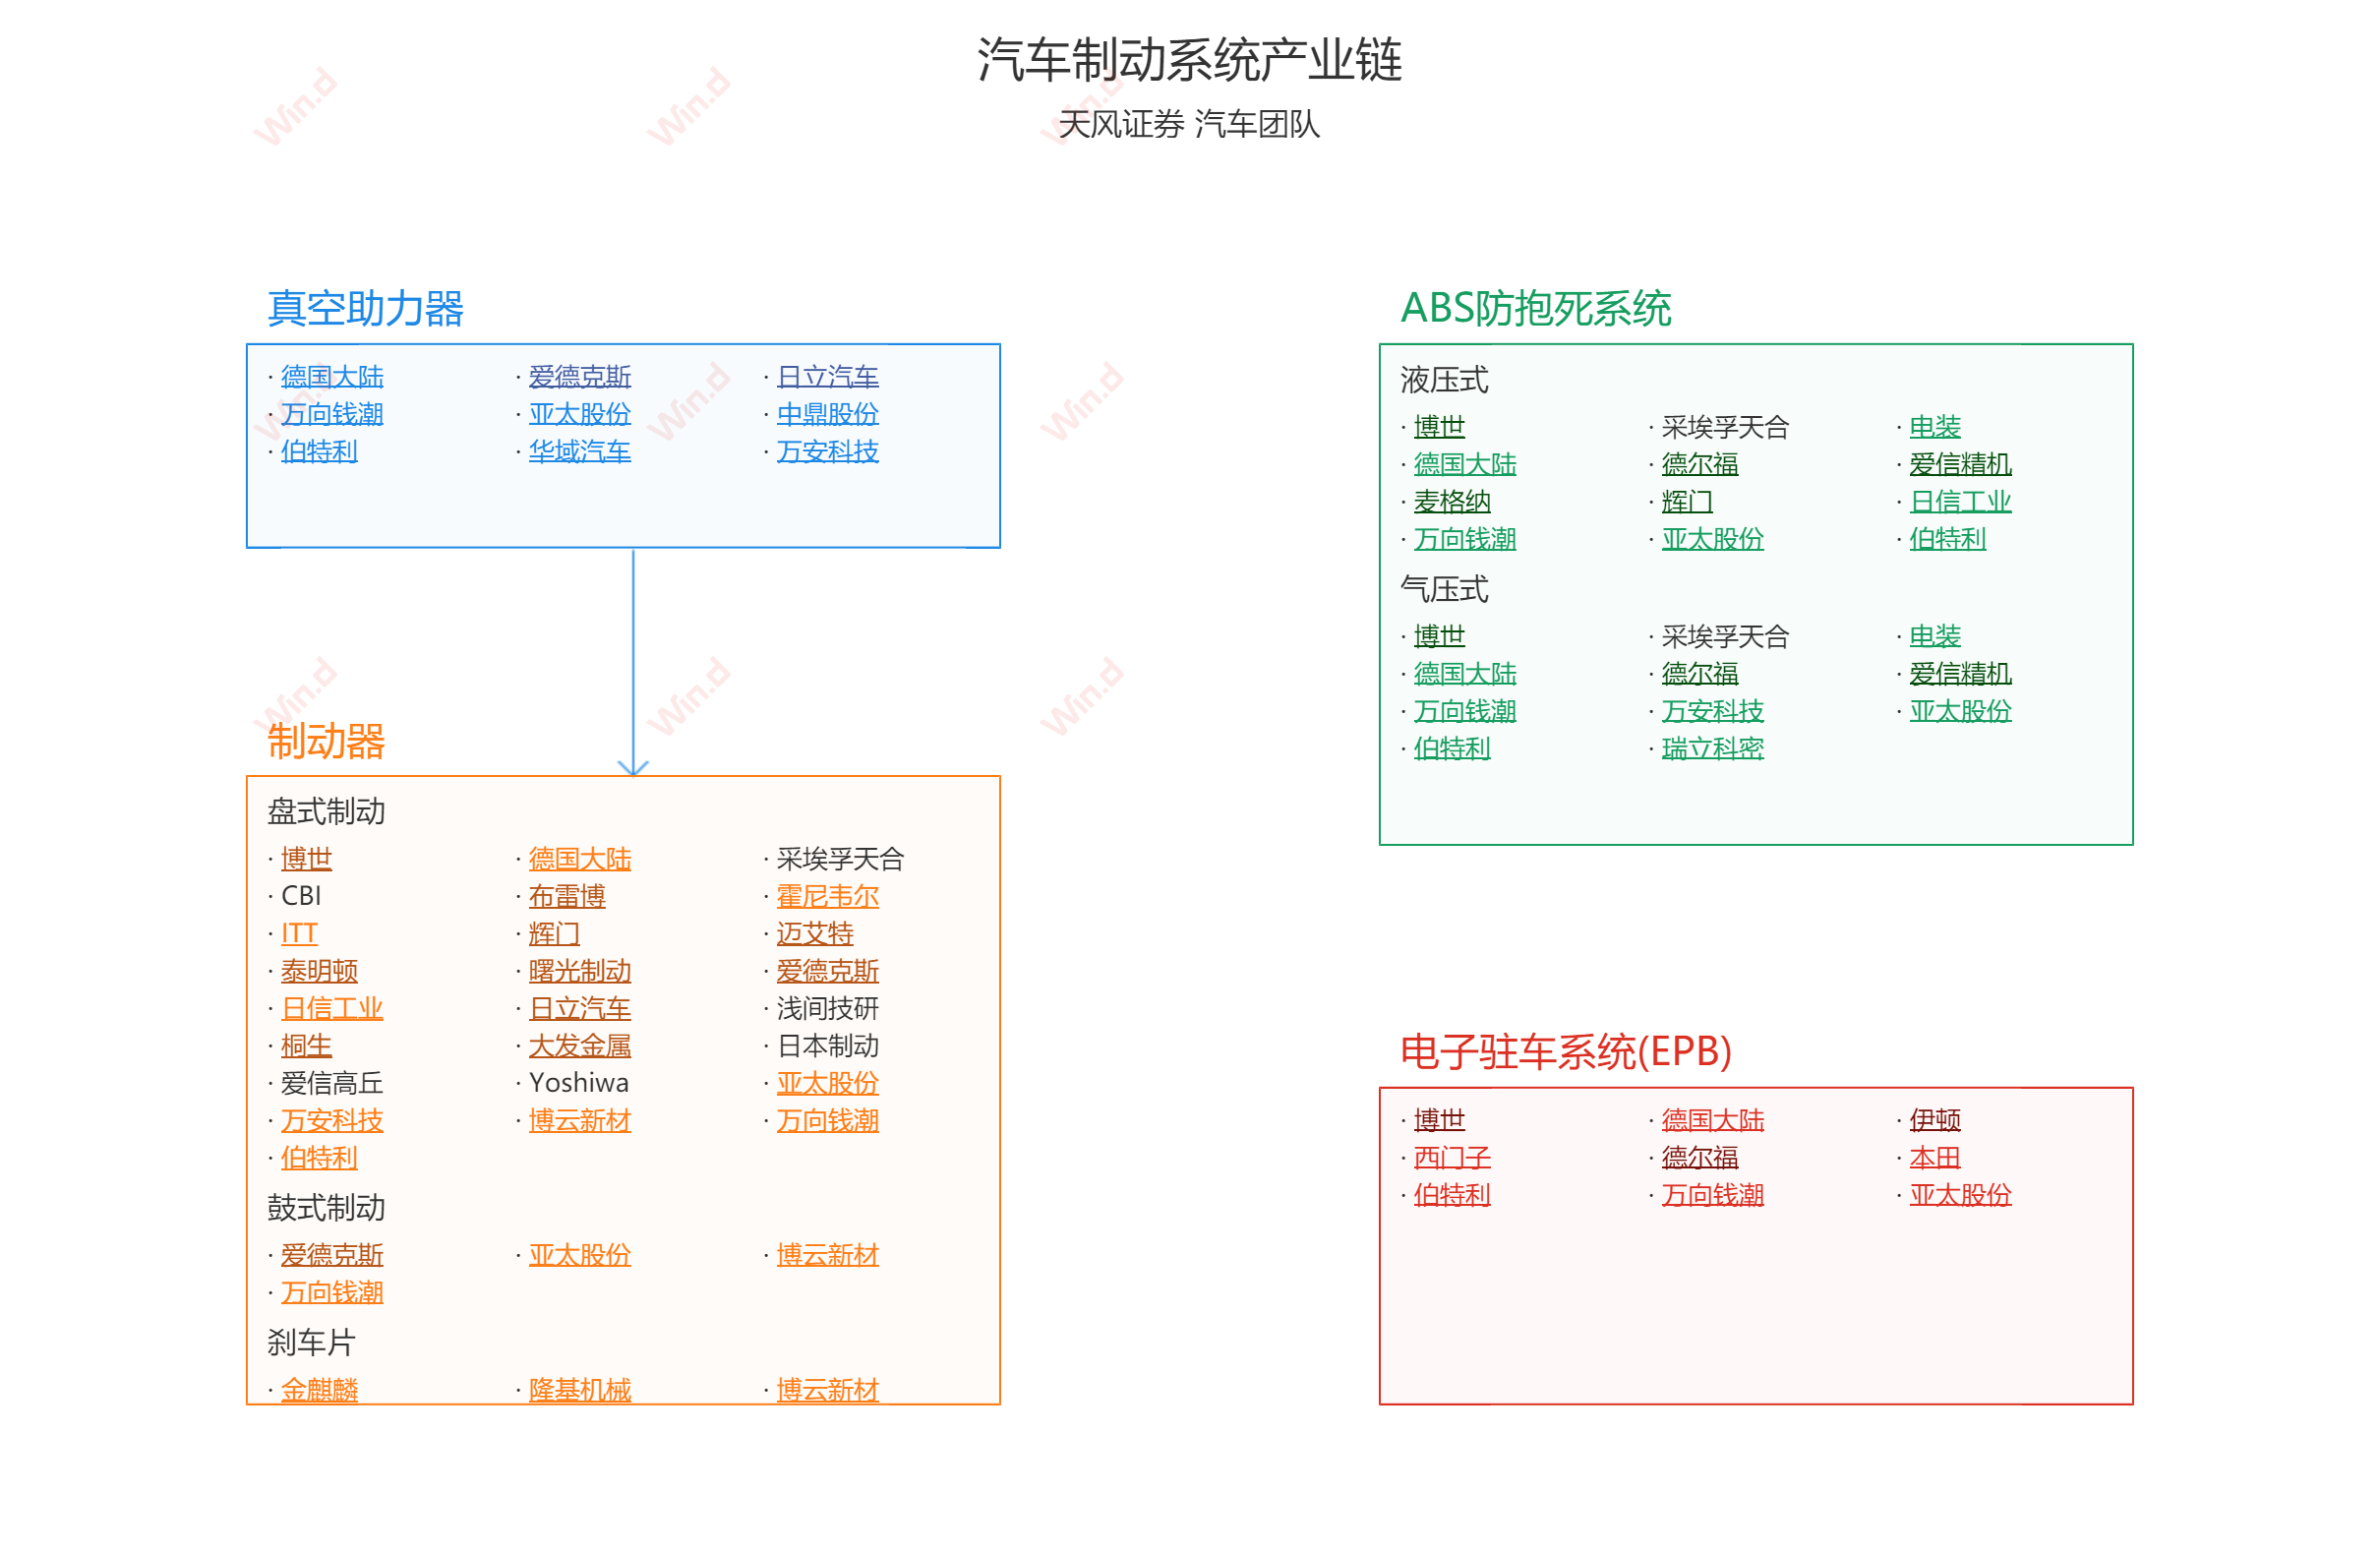 汽车制动系统产业链
天风证券 汽车团队
真空助力器
· 德国大陆 · 爱德克斯 · 日立汽车
· 万向钱潮 · 亚太股份 · 中鼎股份
· 伯特利 · 华域汽车 · 万安科技
制动器
盘式制动
· 博世 · 德国大陆 · 采埃孚天合
· CBI · 布雷博 · 霍尼韦尔
· ITT · 辉门 · 迈艾特
· 泰明顿 · 曙光制动 · 爱德克斯
· 日信工业 · 日立汽车 · 浅间技研
· 桐生 · 大发金属 · 日本制动
· 爱信高丘 · Yoshiwa · 亚太股份
· 万安科技 · 博云新材 · 万向钱潮
· 伯特利
鼓式制动
· 爱德克斯 · 亚太股份 · 博云新材
· 万向钱潮
刹车片
· 金麒麟 · 隆基机械 · 博云新材
ABS防抱死系统
液压式
· 博世 · 采埃孚天合 · 电装
· 德国大陆 · 德尔福 · 爱信精机
· 麦格纳 · 辉门 · 日信工业
· 万向钱潮 · 亚太股份 · 伯特利
气压式
· 博世 · 采埃孚天合 · 电装
· 德国大陆 · 德尔福 · 爱信精机
· 万向钱潮 · 万安科技 · 亚太股份
· 伯特利 · 瑞立科密
电子驻车系统(EPB)
· 博世 · 德国大陆 · 伊顿
· 西门子 · 德尔福 · 本田
· 伯特利 · 万向钱潮 · 亚太股份
Win.d
Win.d
Win.d
Win.d
Win.d
Win.d
Win.d
Win.d
Win.d